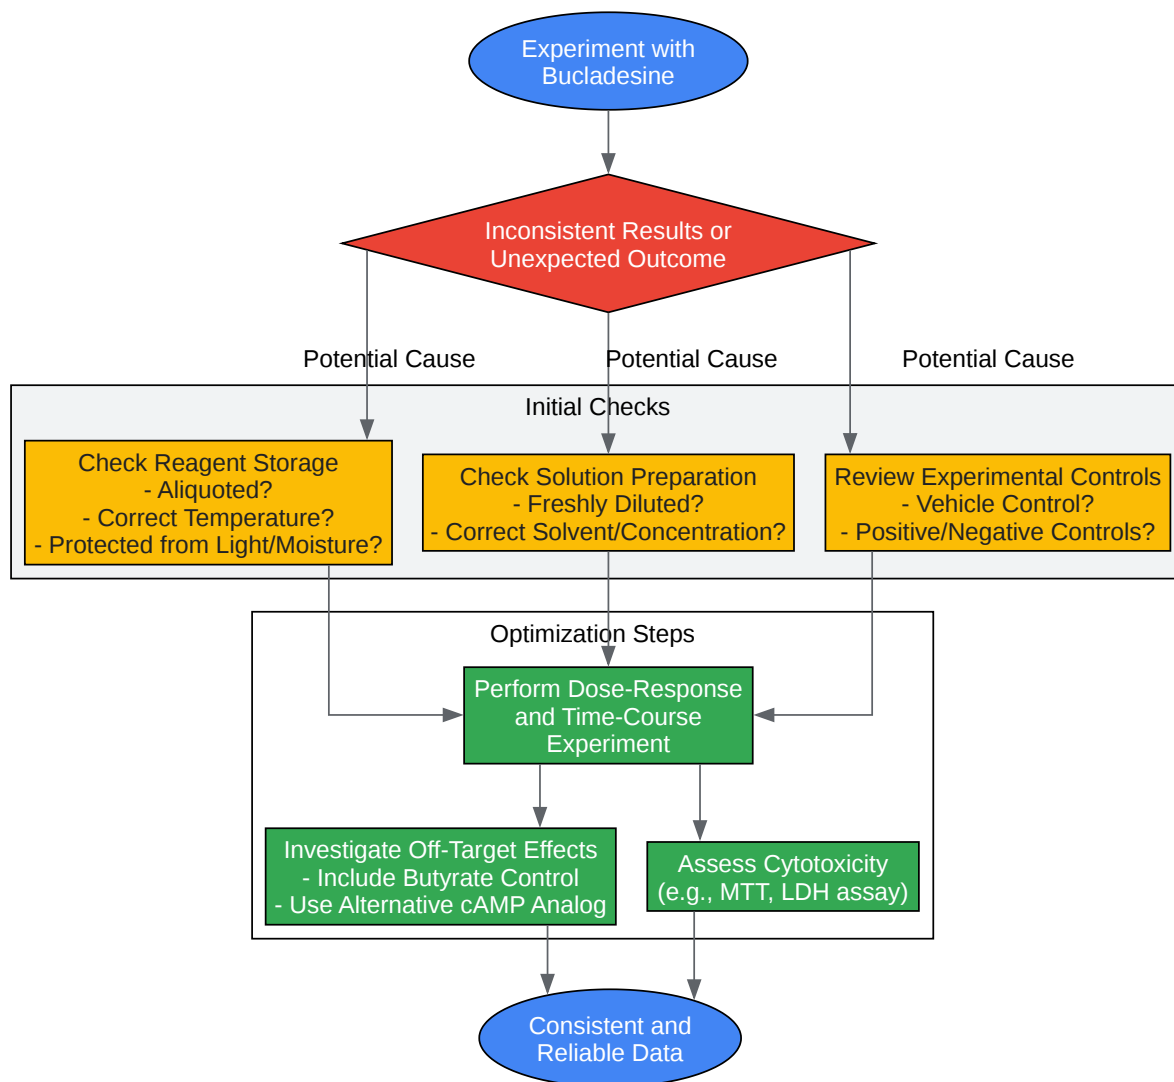 Experiment with
Bucladesine
Inconsistent Results or
Unexpected Outcome
Potential Cause
Potential Cause
Potential Cause
Initial Checks
Check Reagent Storage
- Aliquoted?
- Correct Temperature?
- Protected from Light/Moisture?
Check Solution Preparation
- Freshly Diluted?
- Correct Solvent/Concentration?
Review Experimental Controls
- Vehicle Control?
- Positive/Negative Controls?
Optimization Steps
Perform Dose-Response
and Time-Course
Experiment
Investigate Off-Target Effects
- Include Butyrate Control
- Use Alternative cAMP Analog
Assess Cytotoxicity
(e.g., MTT, LDH assay)
Consistent and
Reliable Data